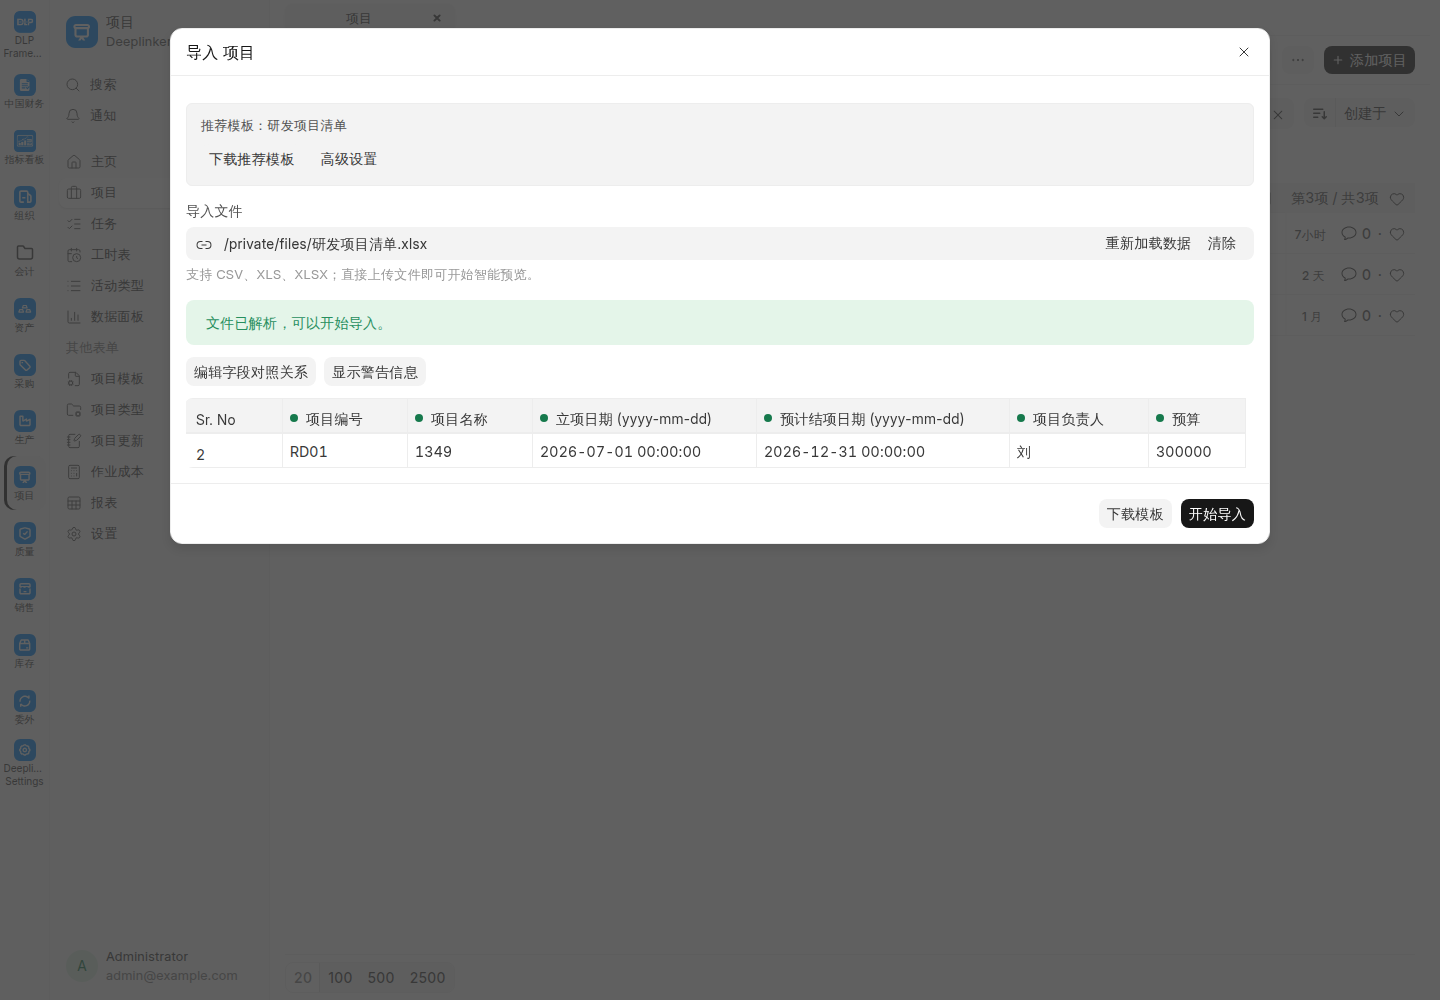 DLP
DLP
Frame...
中国财务
指标看板
组织
会计
资产
采购
生产
项目
质量
销售
库存
委外
Deepli...
Settings
项目
Deeplinke
搜索
通知
主页
项目
任务
工时表
活动类型
数据面板
其他表单
项目模板
项目类型
项目更新
作业成本
报表
设置
A
Administrator
admin@example.com
项目
添加项目
创建于
第3项 / 共3项
7小时 0 ·
2 天 0 ·
1 月 0 ·
20 100 500 2500
导入 项目
推荐模板：研发项目清单
下载推荐模板 高级设置
导入文件
/private/files/研发项目清单.xlsx 重新加载数据 清除
支持 CSV、XLS、XLSX；直接上传文件即可开始智能预览。
文件已解析，可以开始导入。
编辑字段对照关系 显示警告信息
Sr. No 项目编号 项目名称 立项日期 (yyyy-mm-dd) 预计结项日期 (yyyy-mm-dd) 项目负责人 预算
2 RD01 1349 2026-07-01 00:00:00 2026-12-31 00:00:00 刘 300000
下载模板 开始导入